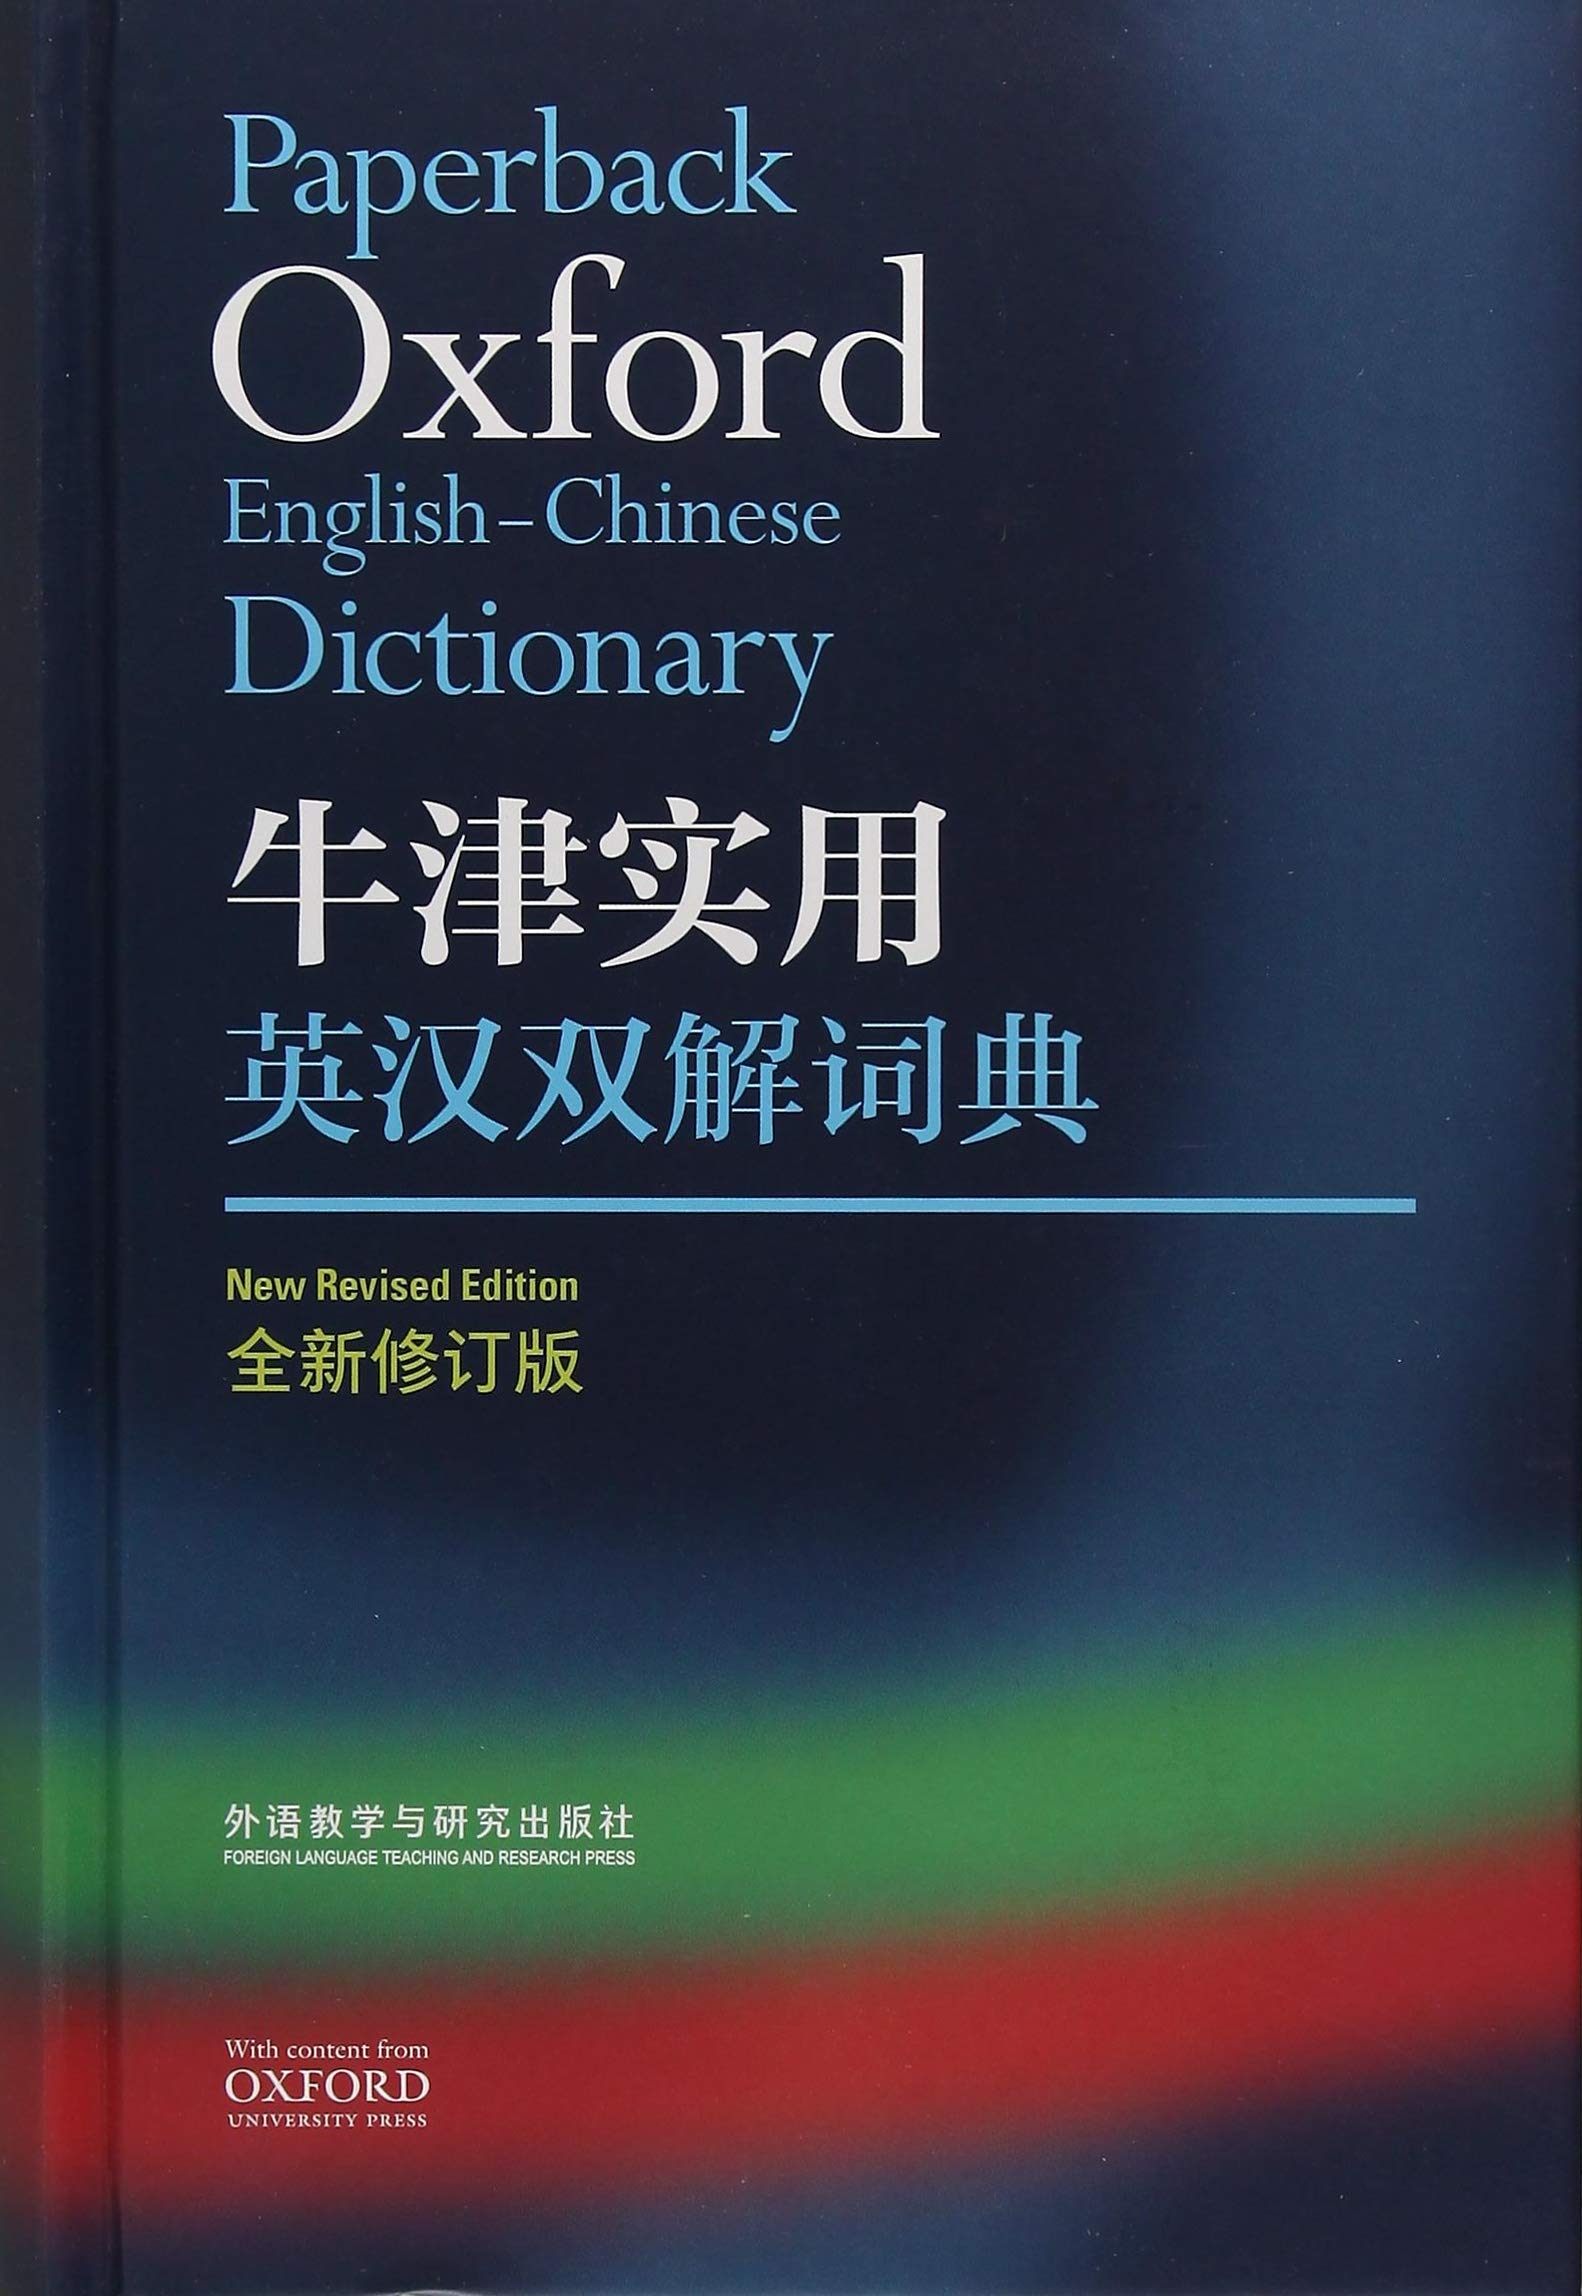 Paperback
Oxford
English–Chinese
Dictionary
牛津实用
英汉双解词典
New Revised Edition
全新修订版
外语教学与研究出版社
FOREIGN LANGUAGE TEACHING AND RESEARCH PRESS
With content from
OXFORD
UNIVERSITY PRESS